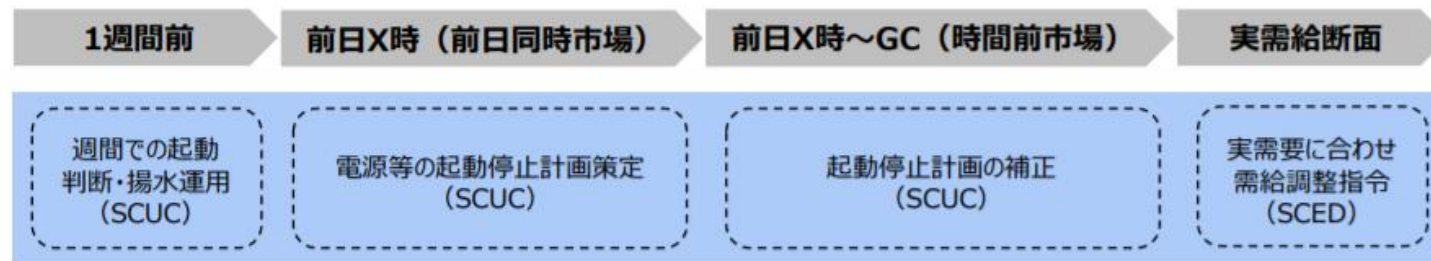 1週間前
前日X時（前日同時市場）
前日X時～GC（時間前市場）
実需給断面
週間での起動
判断・揚水運用
（SCUC）
電源等の起動停止計画策定
（SCUC）
起動停止計画の補正
（SCUC）
実需要に合わせ
需給調整指令
（SCED）